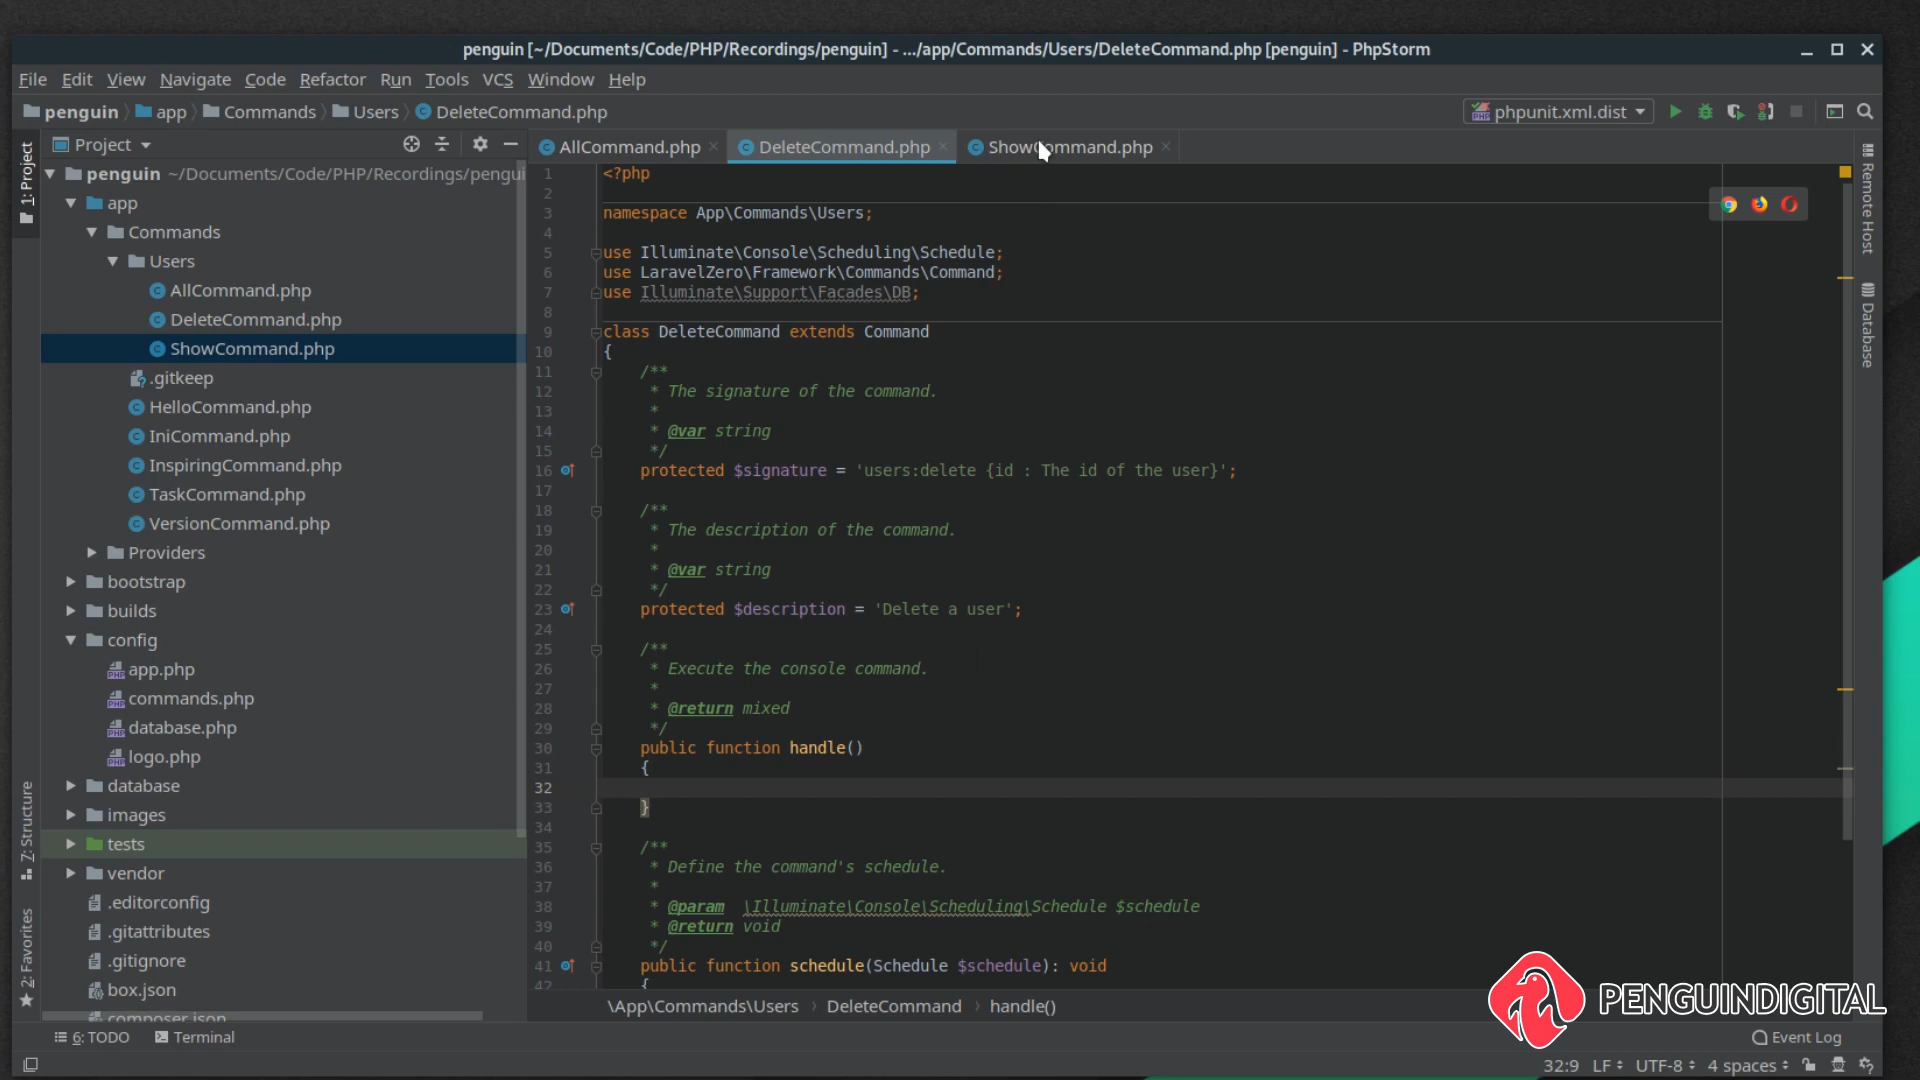 penguin [~/Documents/Code/PHP/Recordings/penguin] - .../app/Commands/Users/DeleteCommand.php [penguin] - PhpStorm
File Edit View Navigate Code Refactor Run Tools VCS Window Help
penguin app Commands Users DeleteCommand.php
phpunit.xml.dist
1: Project
7: Structure
2: Favorites
Project
penguin ~/Documents/Code/PHP/Recordings/pengui
app
Commands
Users
AllCommand.php
DeleteCommand.php
ShowCommand.php
.gitkeep
HelloCommand.php
IniCommand.php
InspiringCommand.php
TaskCommand.php
VersionCommand.php
Providers
bootstrap
builds
config
app.php
commands.php
database.php
logo.php
database
images
tests
vendor
.editorconfig
.gitattributes
.gitignore
box.json
composer.json
AllCommand.php DeleteCommand.php ShowCommand.php
1 <?php
2
3 namespace App\Commands\Users;
4
5 use Illuminate\Console\Scheduling\Schedule;
6 use LaravelZero\Framework\Commands\Command;
7 use Illuminate\Support\Facades\DB;
8
9 class DeleteCommand extends Command
10 {
11 /**
12 * The signature of the command.
13 *
14 * @var string
15 */
16 protected $signature = 'users:delete {id : The id of the user}';
17
18 /**
19 * The description of the command.
20 *
21 * @var string
22 */
23 protected $description = 'Delete a user';
24
25 /**
26 * Execute the console command.
27 *
28 * @return mixed
29 */
30 public function handle()
31 {
32
33 }
34
35 /**
36 * Define the command's schedule.
37 *
38 * @param \Illuminate\Console\Scheduling\Schedule $schedule
39 * @return void
40 */
41 public function schedule(Schedule $schedule): void
42 {
\App\Commands\Users DeleteCommand handle()
Remote Host
Database
PENGUINDIGITAL
6: TODO Terminal
Event Log
32:9 LF UTF-8 4 spaces